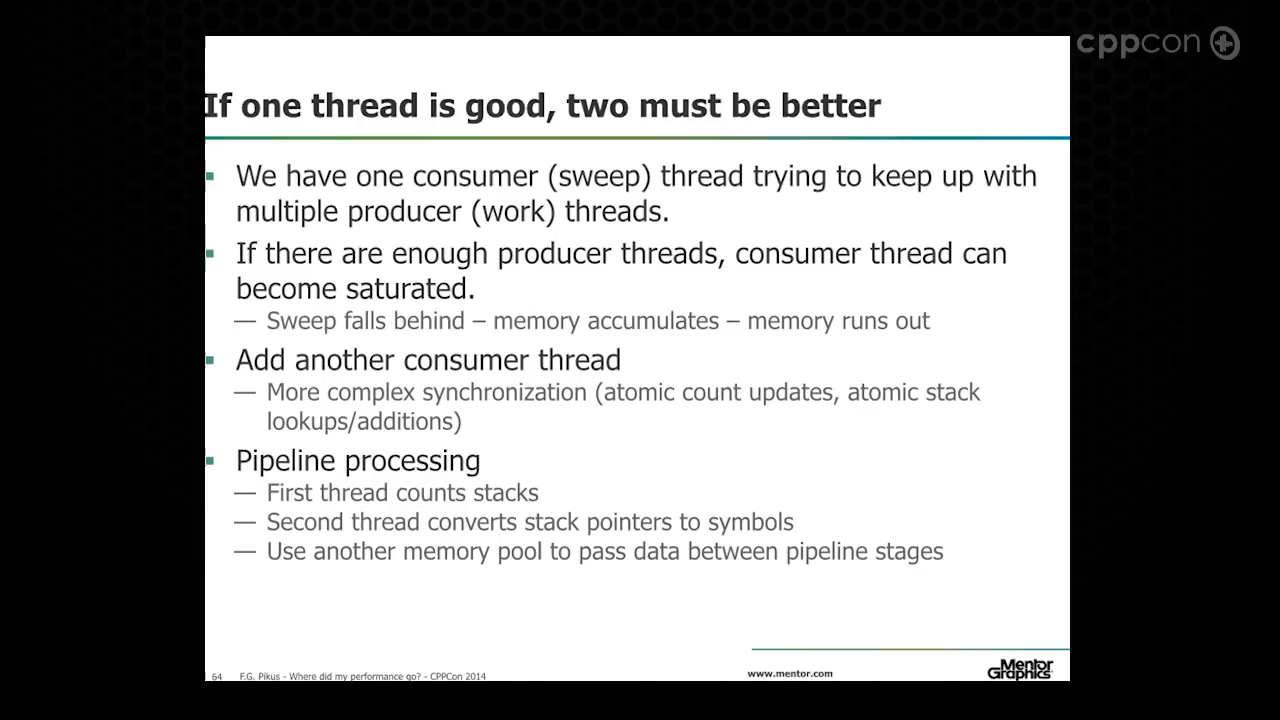 cppcon
If one thread is good, two must be better
We have one consumer (sweep) thread trying to keep up with
multiple producer (work) threads.
If there are enough producer threads, consumer thread can
become saturated.
— Sweep falls behind – memory accumulates – memory runs out
Add another consumer thread
— More complex synchronization (atomic count updates, atomic stack
lookups/additions)
Pipeline processing
— First thread counts stacks
— Second thread converts stack pointers to symbols
— Use another memory pool to pass data between pipeline stages
64 F.G. Pikus - Where did my performance go? - CPPCon 2014
www.mentor.com
Mentor
Graphics